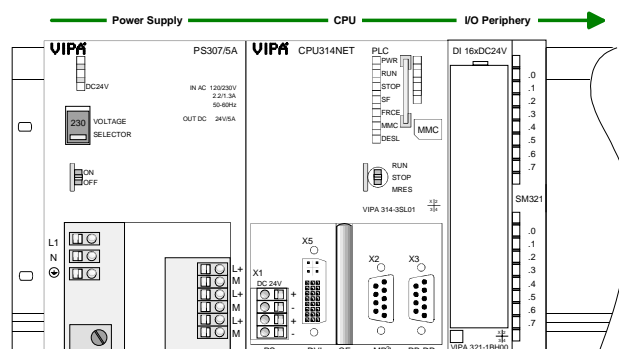 Power Supply CPU I/O Periphery
VIPA PS307/5A
DC24V
IN AC 120/230V
2.2/1.3A
50-60Hz
OUT DC 24V/5A
230 VOLTAGE
SELECTOR
ON
OFF
L1
N
L+
M
L+
M
L+
M
VIPA CPU314NET PLC
PWR
RUN
STOP
SF
FRCE
MMC
DESL
MMC
RUN
STOP
MRES
VIPA 314-3SL01
X1
DC 24V
+
-
+
-
X5
X2
X3
DI 16xDC24V
.0
.1
.2
.3
.4
.5
.6
.7
SM321
.0
.1
.2
.3
.4
.5
.6
.7
VIPA 321-1BH00